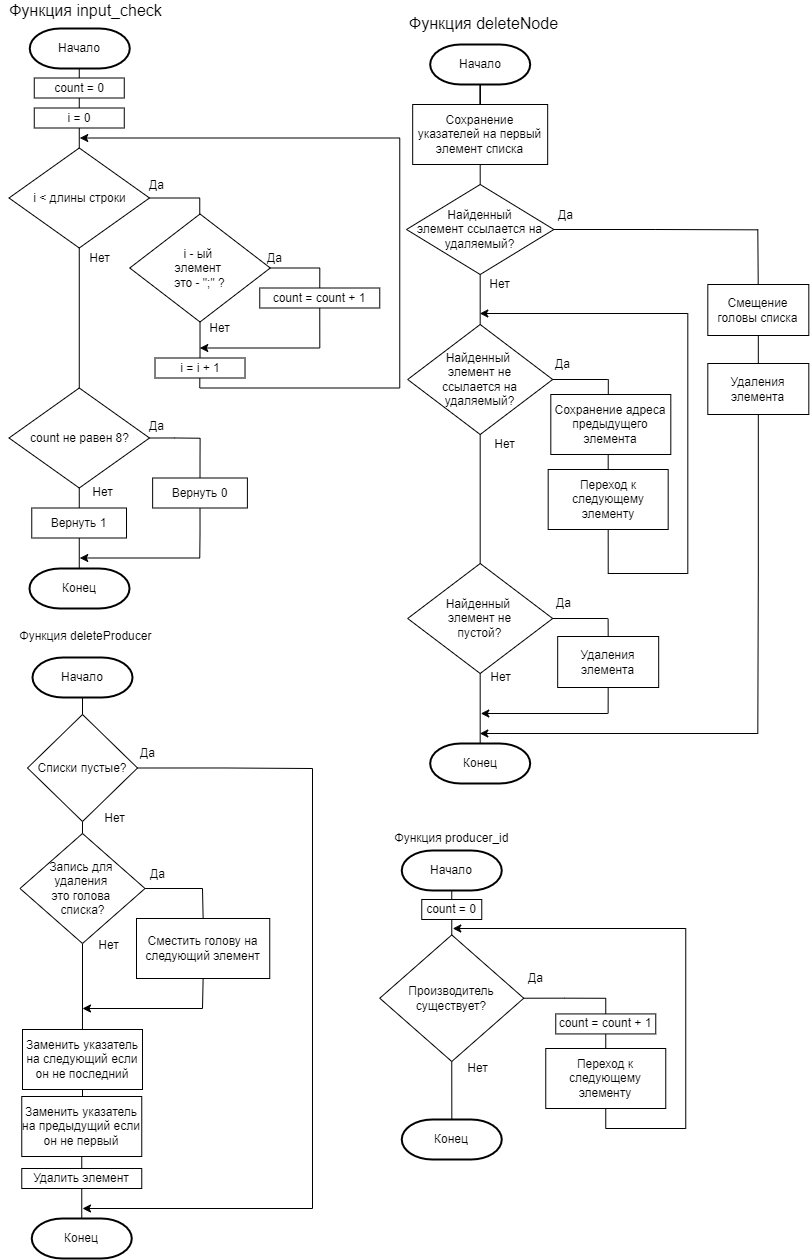 Функция input_check
Начало
count = 0
i = 0
i < длины строки
Да
Нет
i - ый
элемент
это - ";" ?
Да
count = count + 1
Нет
i = i + 1
count не равен 8?
Да
Вернуть 0
Нет
Вернуть 1
Конец
Функция deleteNode
Начало
Сохранение
указателей на первый
элемент списка
Найденный
элемент ссылается на
удаляемый?
Да
Нет
Смещение
головы списка
Удаления
элемента
Найденный
элемент не
ссылается на
удаляемый?
Да
Сохранение адреса
предыдущего
элемента
Переход к
следующему
элементу
Нет
Найденный
элемент не
пустой?
Да
Удаления
элемента
Нет
Конец
Функция deleteProducer
Начало
Списки пустые?
Да
Нет
Запись для
удаления
это голова
списка?
Да
Сместить голову на
следующий элемент
Нет
Заменить указатель
на следующий если
он не последний
Заменить указатель
на предыдущий если
он не первый
Удалить элемент
Конец
Функция producer_id
Начало
count = 0
Производитель
существует?
Да
count = count + 1
Переход к
следующему
элементу
Нет
Конец